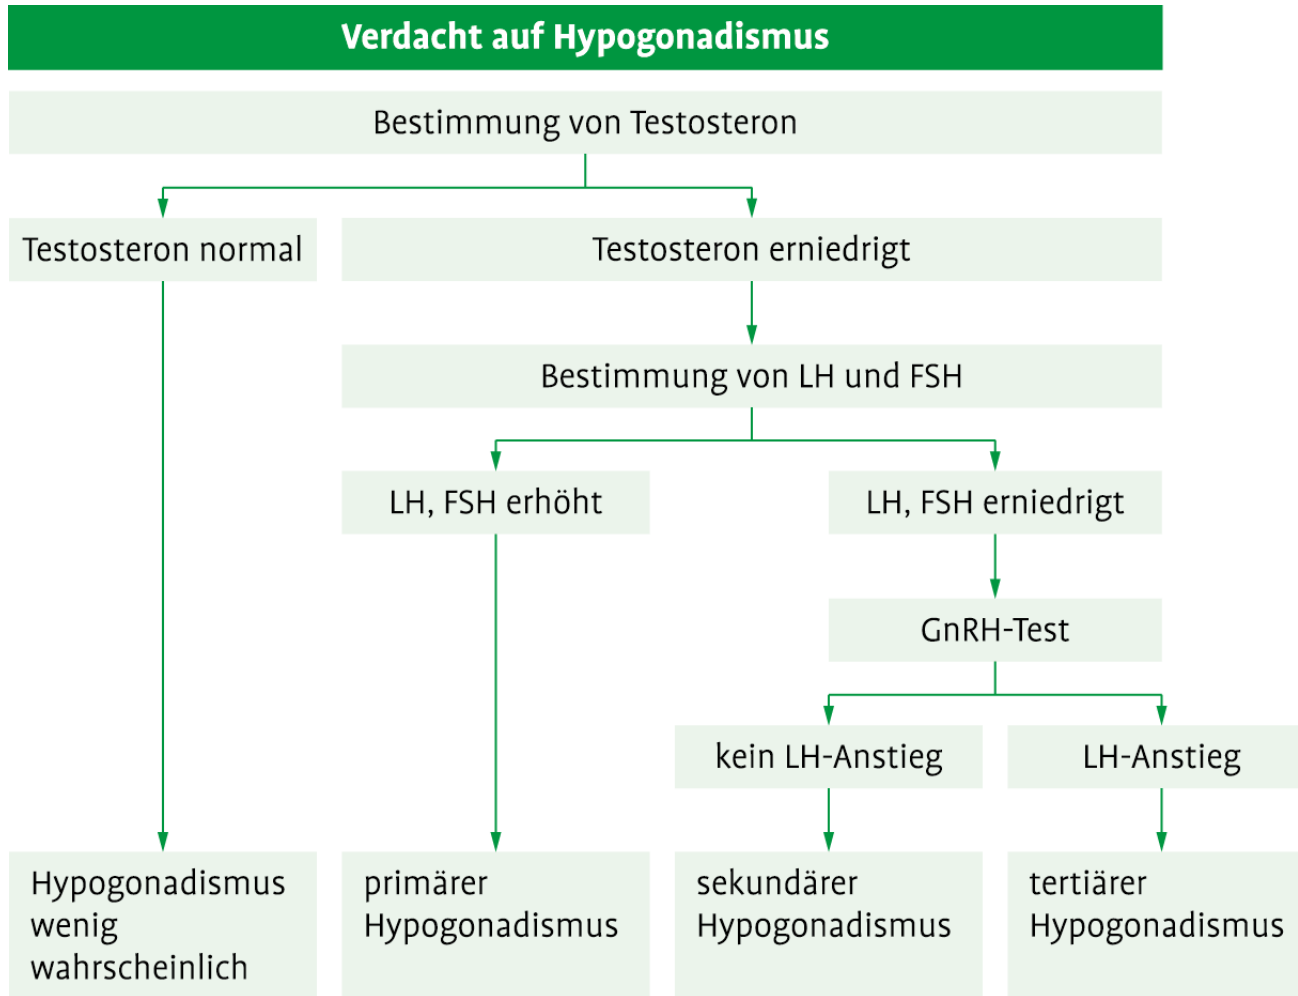 Verdacht auf Hypogonadismus
Bestimmung von Testosteron
Testosteron normal
Testosteron erniedrigt
Bestimmung von LH und FSH
LH, FSH erhöht
LH, FSH erniedrigt
GnRH-Test
kein LH-Anstieg
LH-Anstieg
Hypogonadismus
wenig
wahrscheinlich
primärer
Hypogonadismus
sekundärer
Hypogonadismus
tertiärer
Hypogonadismus